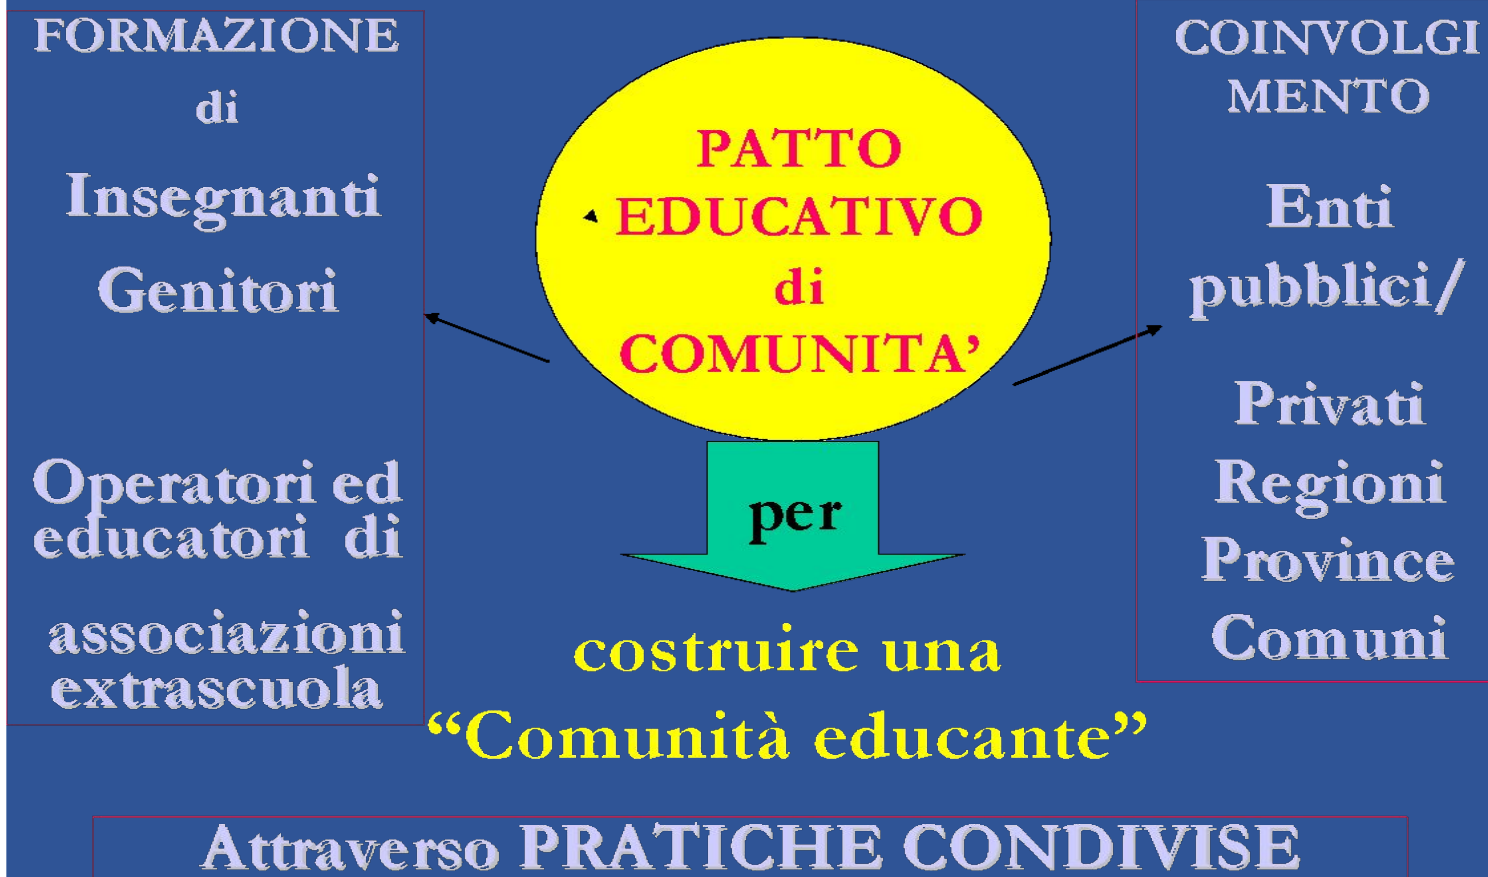 FORMAZIONE
di
Insegnanti
Genitori
Operatori ed
educatori di
associazioni
extrascuola
PATTO
EDUCATIVO
di
COMUNITA’
per
costruire una
“Comunità educante”
COINVOLGI
MENTO
Enti
pubblici/
Privati
Regioni
Province
Comuni
Attraverso PRATICHE CONDIVISE